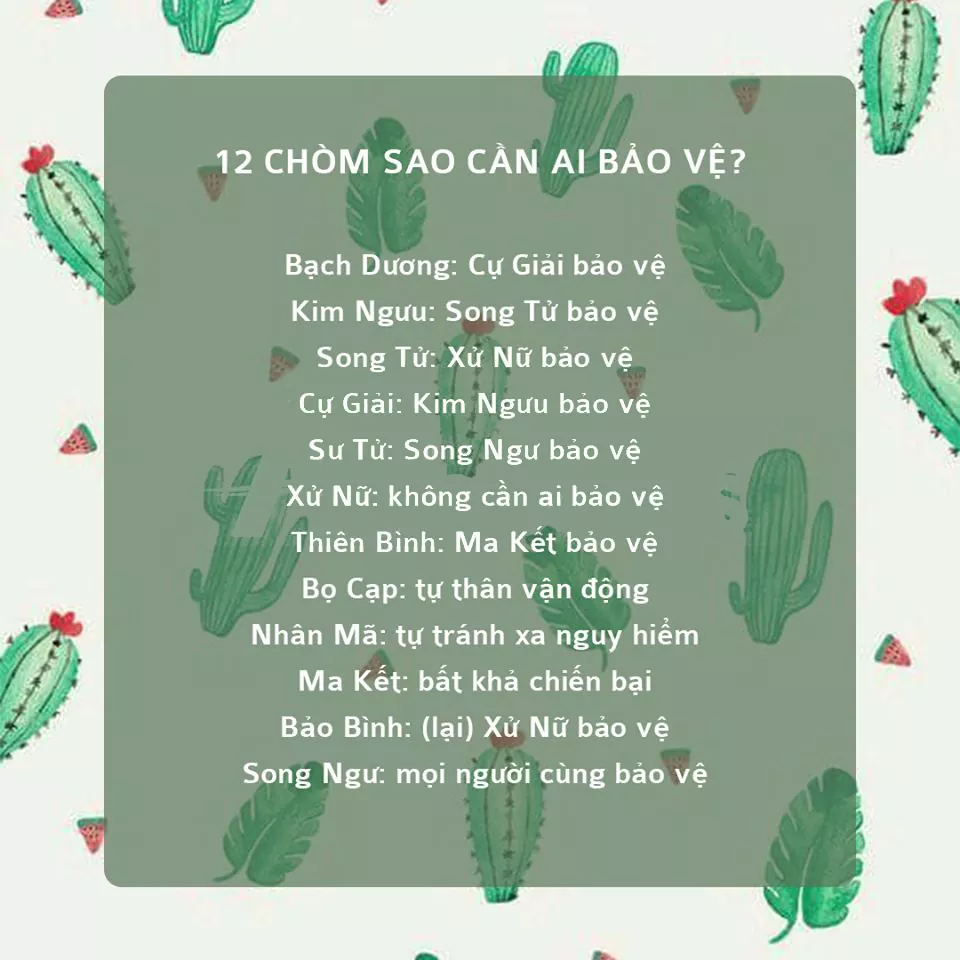 12 CHÒM SAO CẦN AI BẢO VỆ?
Bạch Dương: Cự Giải bảo vệ
Kim Ngưu: Song Tử bảo vệ
Song Tử: Xử Nữ bảo vệ
Cự Giải: Kim Ngưu bảo vệ
Sư Tử: Song Ngư bảo vệ
Xử Nữ: không cần ai bảo vệ
Thiên Bình: Ma Kết bảo vệ
Bọ Cạp: tự thân vận động
Nhân Mã: tự tránh xa nguy hiểm
Ma Kết: bất khả chiến bại
Bảo Bình: (lại) Xử Nữ bảo vệ
Song Ngư: mọi người cùng bảo vệ